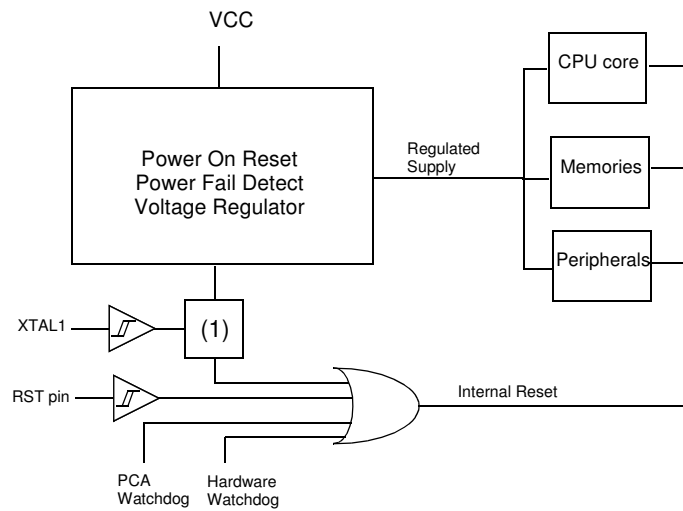 VCC
CPU core
Power On Reset
Power Fail Detect
Voltage Regulator
Regulated
Supply
Memories
Peripherals
XTAL1
(1)
RST pin
Internal Reset
PCA
Watchdog
Hardware
Watchdog